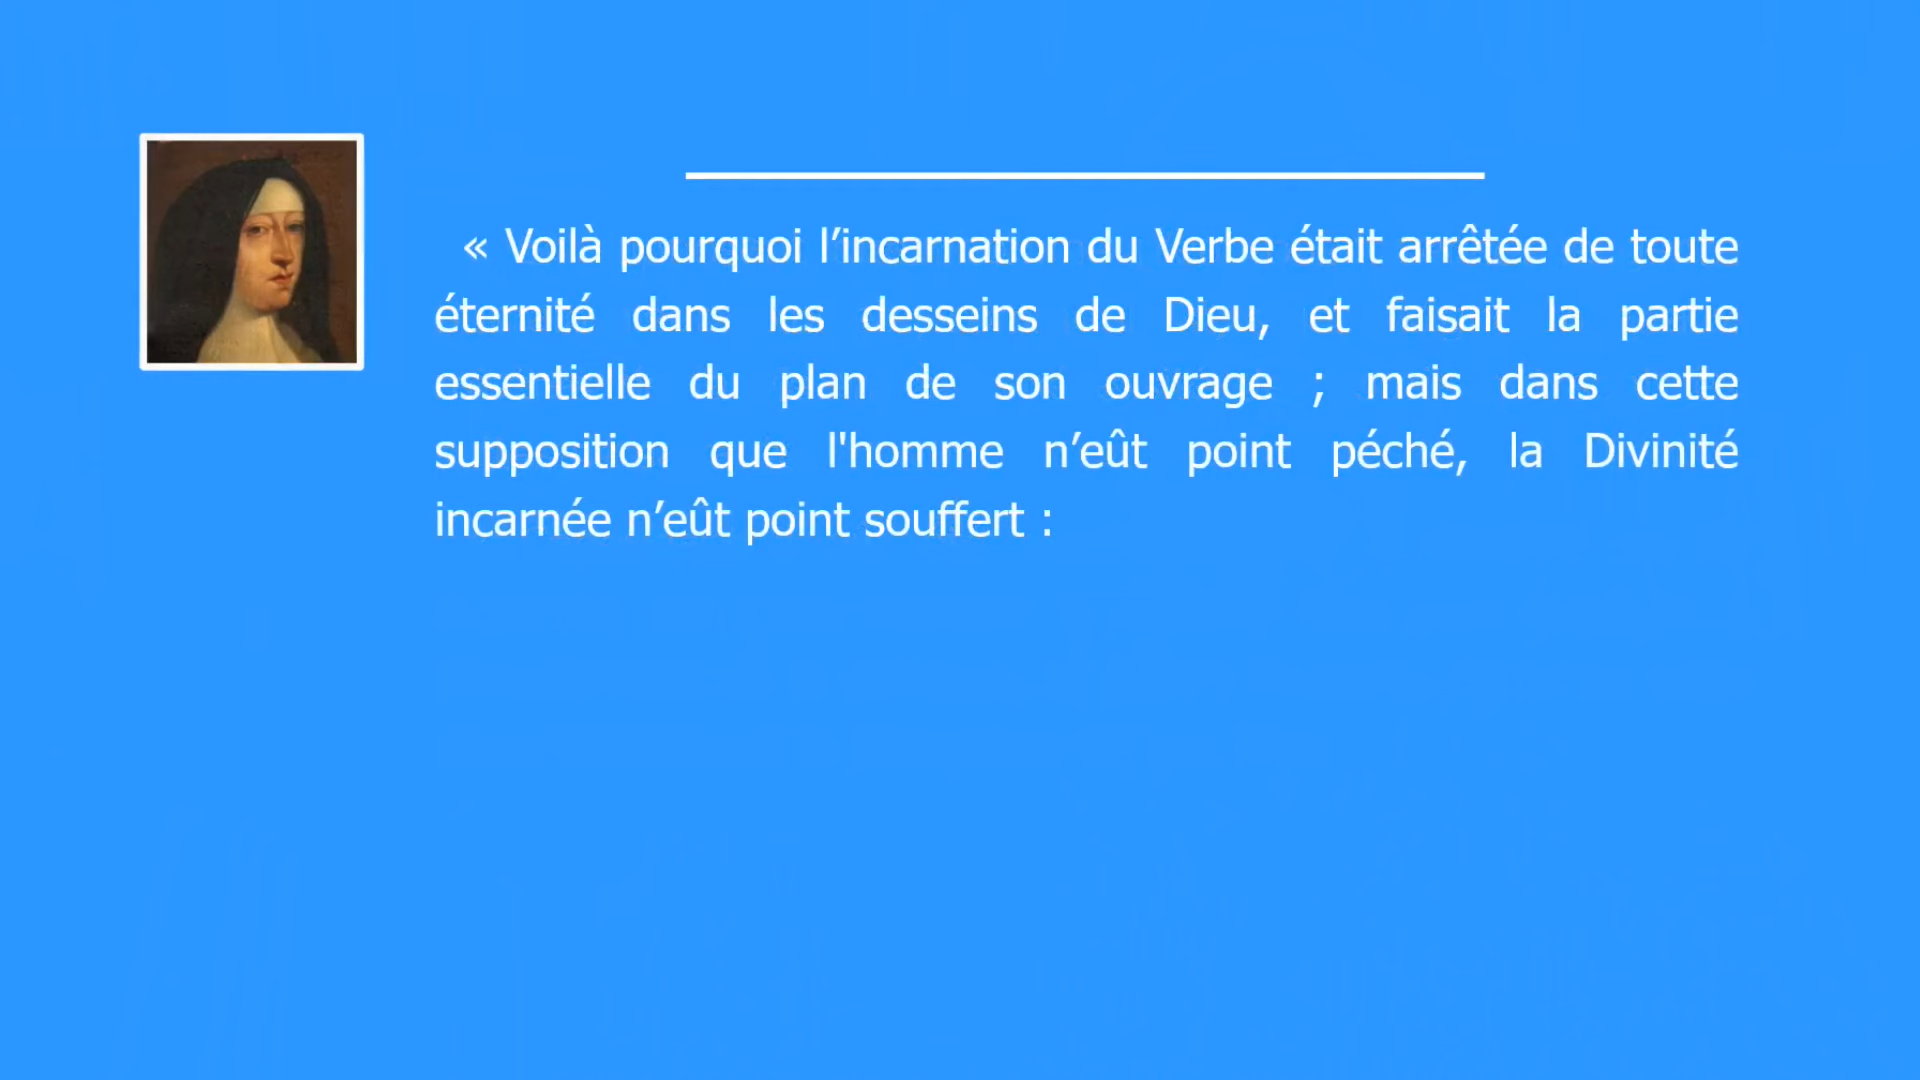 « Voilà pourquoi l’incarnation du Verbe était arrêtée de toute
éternité dans les desseins de Dieu, et faisait la partie
essentielle du plan de son ouvrage ; mais dans cette
supposition que l'homme n’eût point péché, la Divinité
incarnée n’eût point souffert :